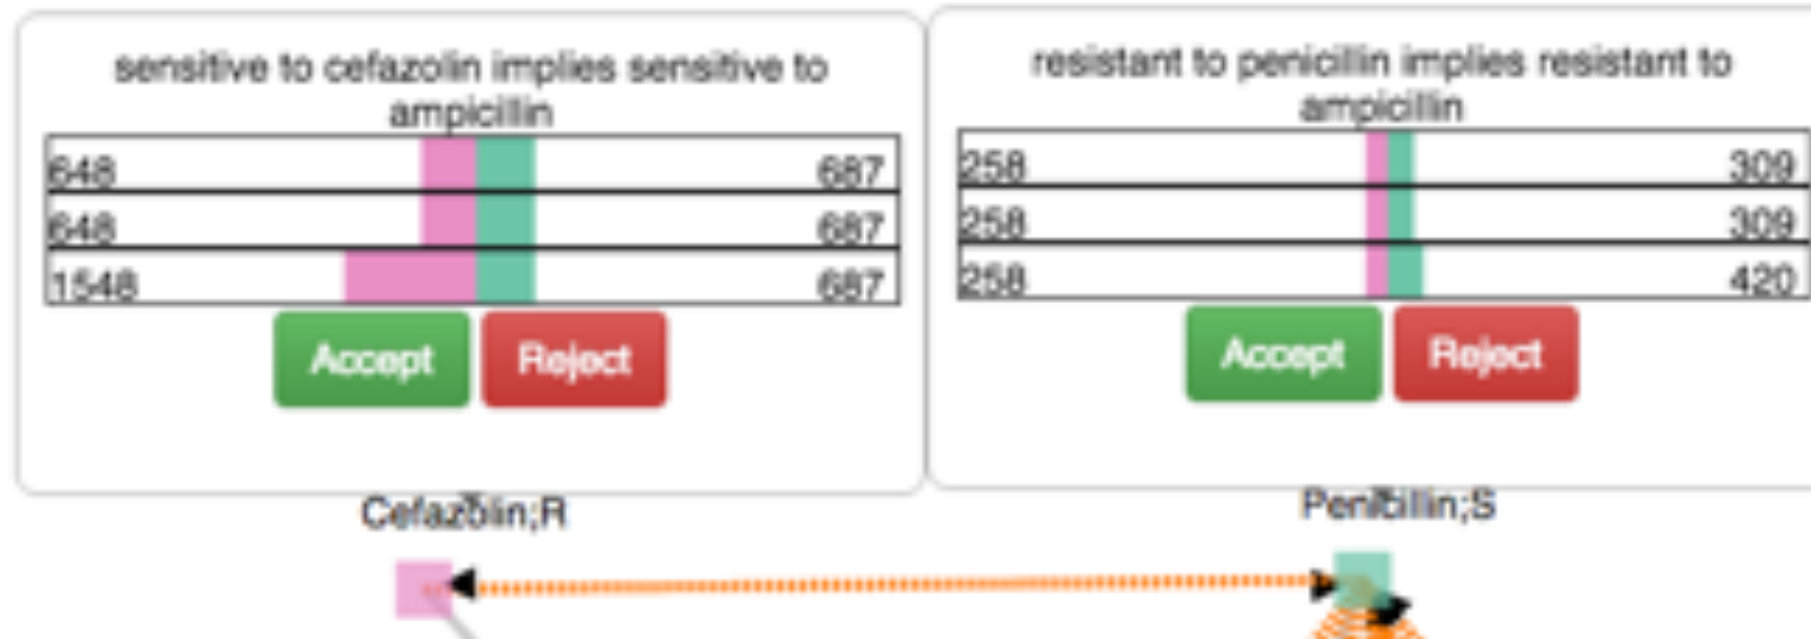 sensitive to cefazolin implies sensitive to
ampicillin
648 687
648 687
1548 687
Accept Reject
resistant to penicillin implies resistant to
ampicillin
258 309
258 309
258 420
Accept Reject
Cefazolin;R
Penicillin;S